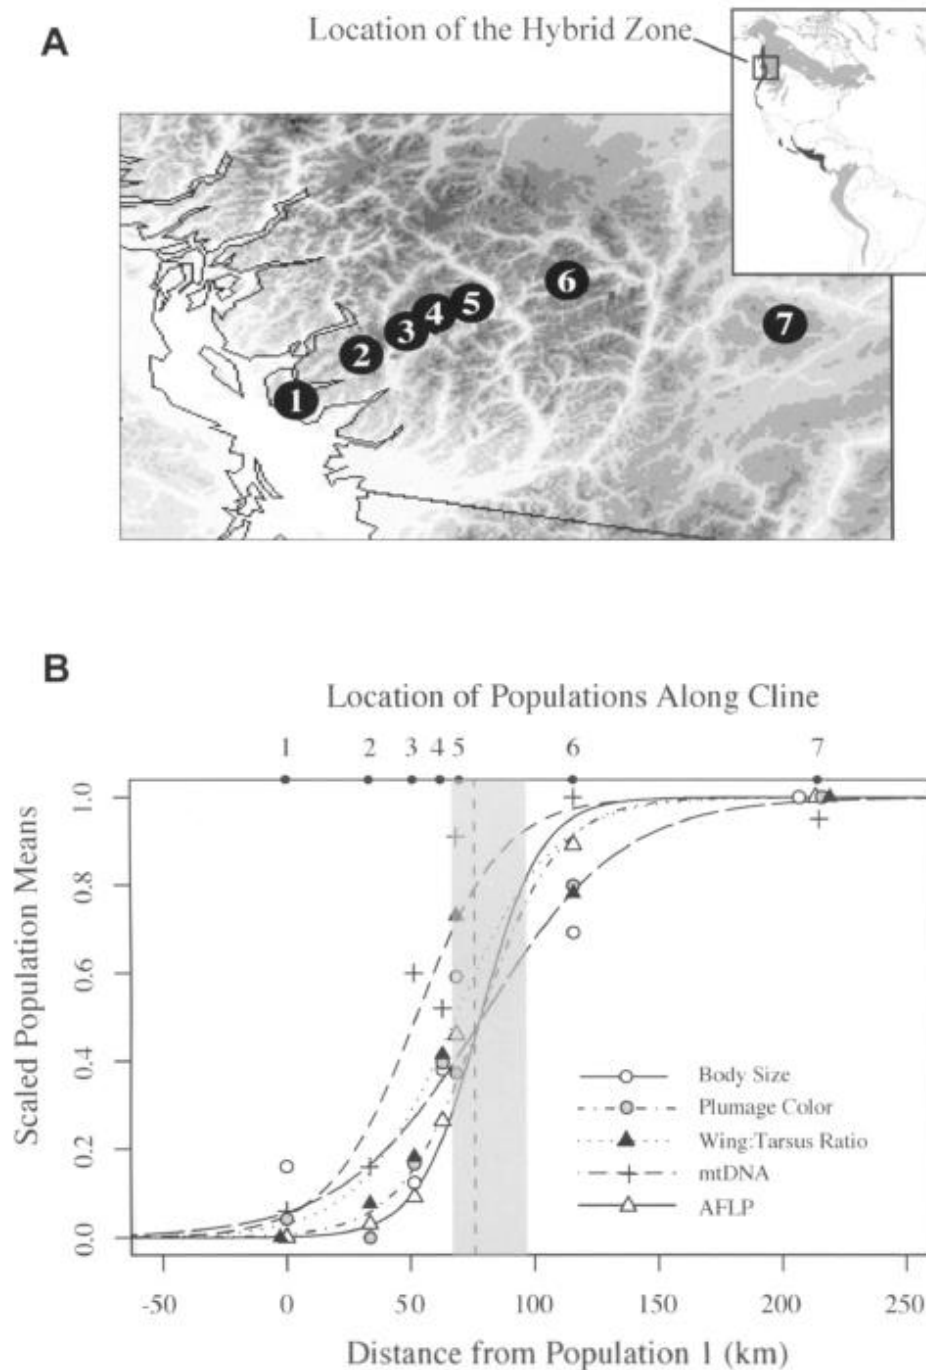 A
Location of the Hybrid Zone
1
2
3
4
5
6
7
B
Location of Populations Along Cline
1 2 3 4 5 6 7
Scaled Population Means
1.0
0.8
0.6
0.4
0.2
0.0
Body Size
Plumage Color
Wing:Tarsus Ratio
mtDNA
AFLP
-50 0 50 100 150 200 250
Distance from Population 1 (km)